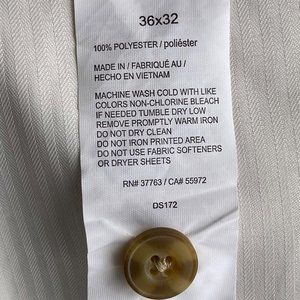 36x32
100% POLYESTER / poliéster
MADE IN / FABRIQUÉ AU /
HECHO EN VIETNAM
MACHINE WASH COLD WITH LIKE
COLORS NON-CHLORINE BLEACH
IF NEEDED TUMBLE DRY LOW
REMOVE PROMPTLY WARM IRON
DO NOT DRY CLEAN
DO NOT IRON PRINTED AREA
DO NOT USE FABRIC SOFTENERS
OR DRYER SHEETS
RN# 37763 / CA# 55972
DS172